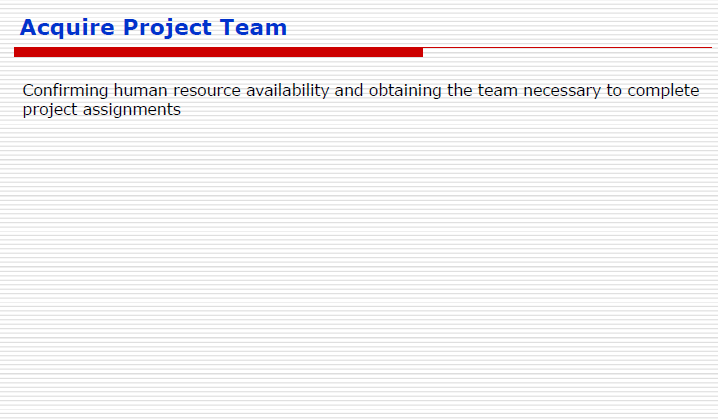 Acquire Project Team
Confirming human resource availability and obtaining the team necessary to complete
project assignments